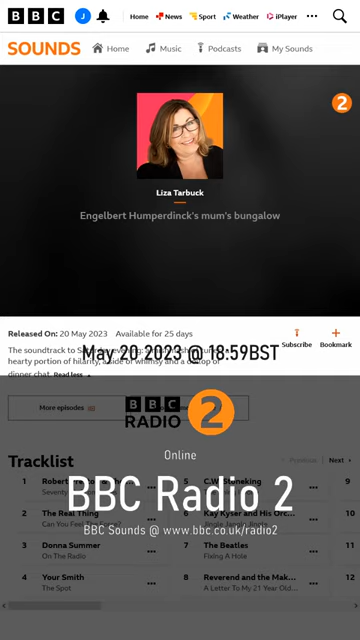 BBC
J
Home
News
Sport
Weather
iPlayer
SOUNDS
Home
Music
Podcasts
My Sounds
2
Liza Tarbuck
Engelbert Humperdinck's mum's bungalow
Released On: 20 May 2023 Available for 25 days
Subscribe
Bookmark
The soundtrack to
hearty portion of hilarity, a side of whimsy and a
dinner chat. Read less
May 20 2023 @ 18:59BST
More episodes
BBC
RADIO 2
Online
Tracklist
Previous
Next
BBC Radio 2
BBC Sounds @ www.bbc.co.uk/radio2
1
Seventy
2 The Real Thing
Can You Feel The Force?
3 Donna Summer
On The Radio
4 Your Smith
The Spot
5
6 Kay Kyser and His Orc...
Jingle Jangle Jingle
7 The Beatles
Fixing A Hole
8 Reverend and the Mak...
A Letter To My 21 Year Old...
9
10
11
12